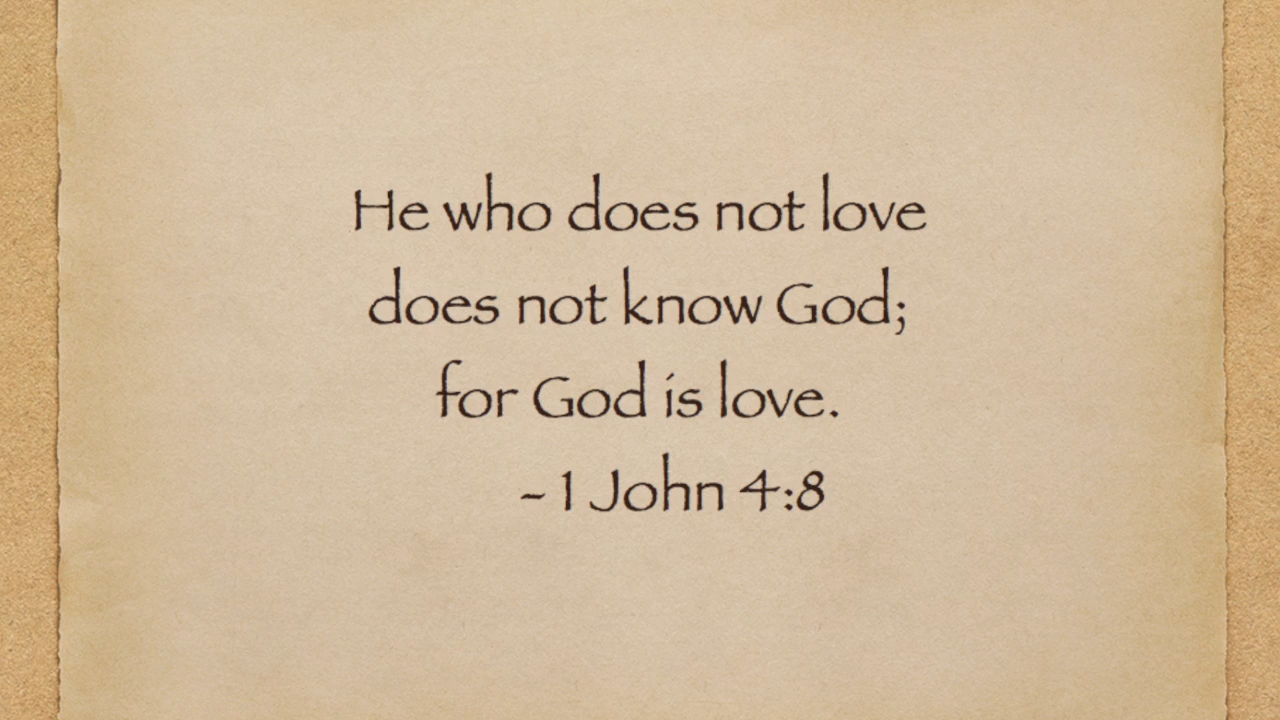 He who does not love
does not know God;
for God is love.
- 1 John 4:8